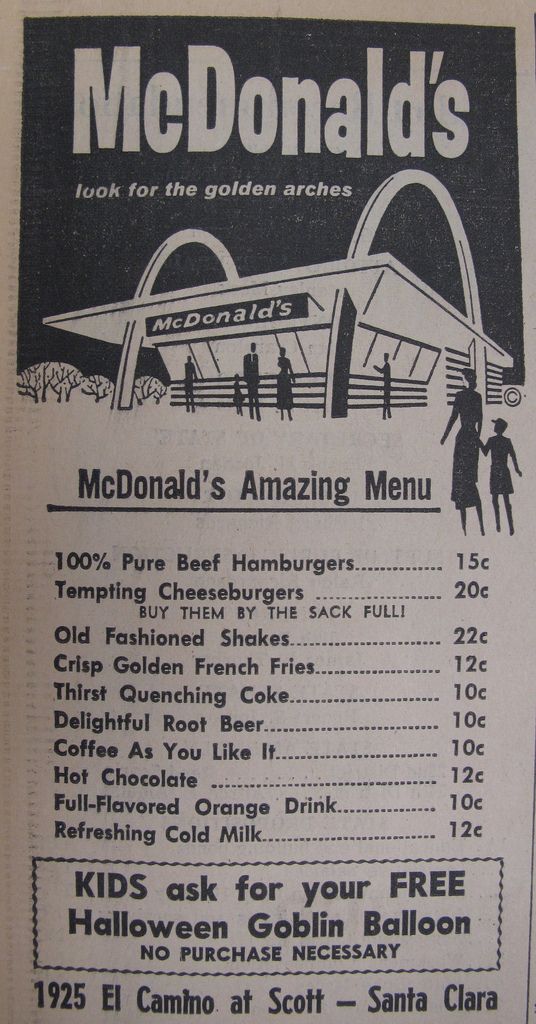 McDonald's
look for the golden arches
McDonald's
©
McDonald's Amazing Menu
100% Pure Beef Hamburgers.............. 15c
Tempting Cheeseburgers .................... 20c
BUY THEM BY THE SACK FULL!
Old Fashioned Shakes........................ 22c
Crisp Golden French Fries.................... 12c
Thirst Quenching Coke........................ 10c
Delightful Root Beer............................ 10c
Coffee As You Like It.......................... 10c
Hot Chocolate .................................. 12c
Full-Flavored Orange Drink.................. 10c
Refreshing Cold Milk............................ 12c
KIDS ask for your FREE
Halloween Goblin Balloon
NO PURCHASE NECESSARY
1925 El Camino at Scott — Santa Clara